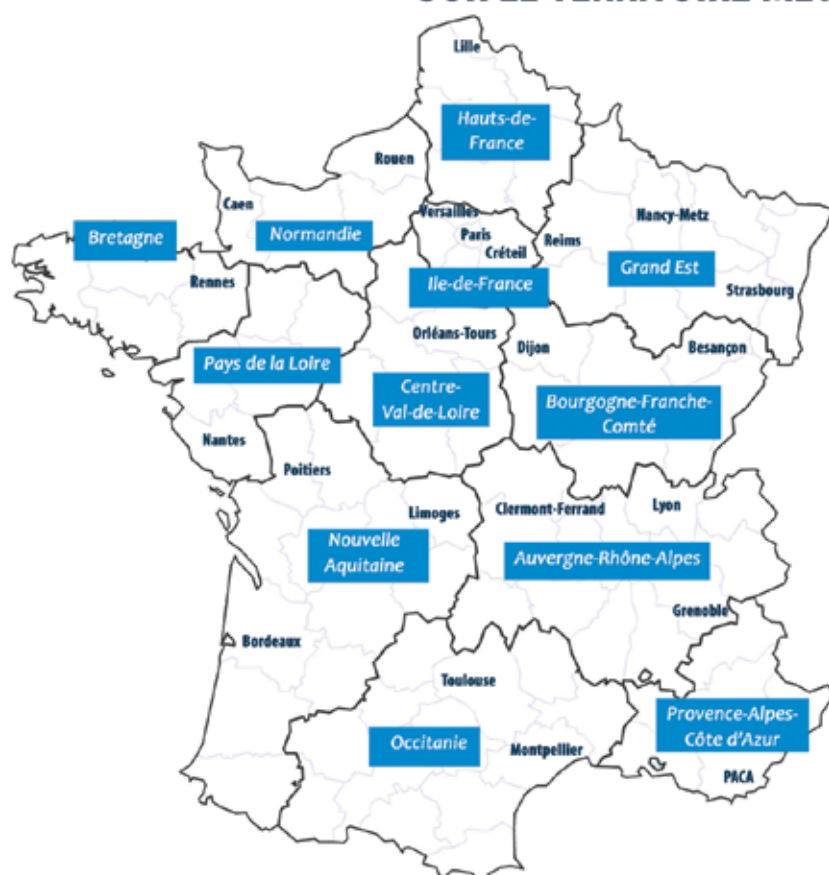 Lille
Hauts-de-
France
Rouen
Caen
Versailles
Normandie
Bretagne
Paris
Créteil
Reims
Nancy-Metz
Grand Est
Rennes
Ile-de-France
Strasbourg
Orléans-Tours
Dijon
Besançon
Pays de la Loire
Centre-
Val-de-Loire
Bourgogne-Franche-
Comté
Nantes
Poitiers
Limoges
Clermont-Ferrand
Lyon
Nouvelle
Aquitaine
Auvergne-Rhône-Alpes
Grenoble
Bordeaux
Toulouse
Provence-Alpes-
Côte d'Azur
Occitanie
Montpellier
PACA